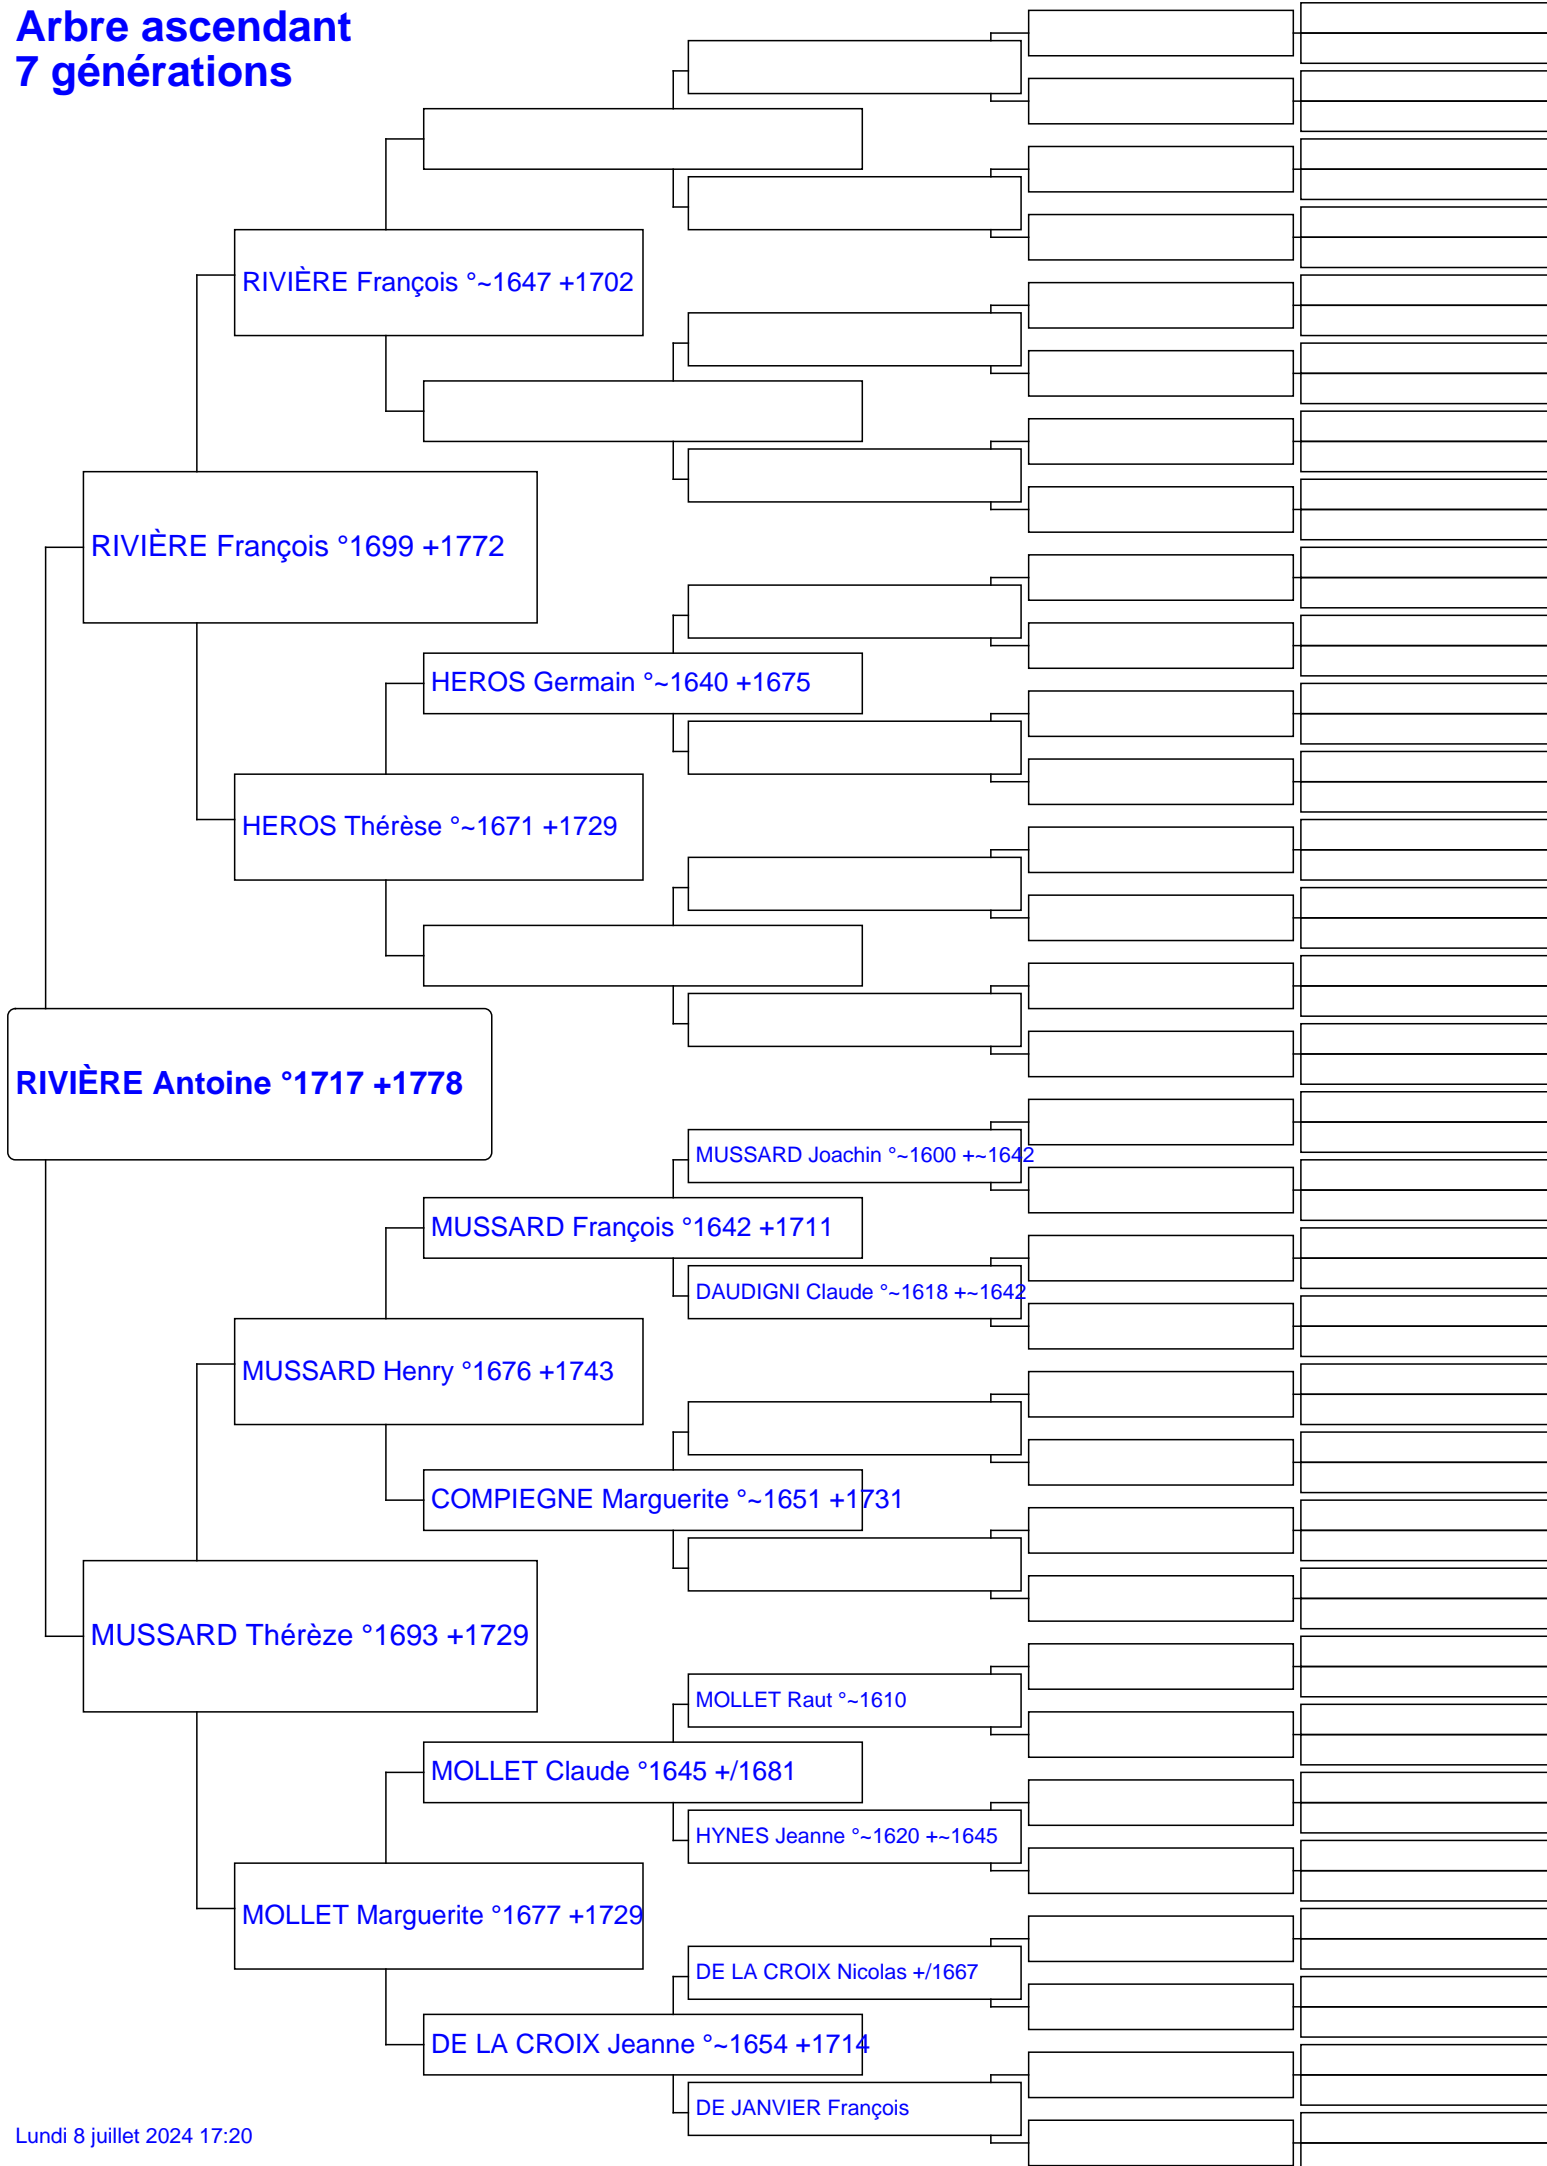 Arbre ascendant
7 générations
RIVIÈRE François °~1647 +1702
RIVIÈRE François °1699 +1772
HEROS Germain °~1640 +1675
HEROS Thérèse °~1671 +1729
RIVIÈRE Antoine °1717 +1778
MUSSARD Joachin °~1600 +~1642
MUSSARD François °1642 +1711
DAUDIGNI Claude °~1618 +~1642
MUSSARD Henry °1676 +1743
COMPIEGNE Marguerite °~1651 +1731
MUSSARD Thérèze °1693 +1729
MOLLET Raut °~1610
MOLLET Claude °1645 +/1681
HYNES Jeanne °~1620 +~1645
MOLLET Marguerite °1677 +1729
DE LA CROIX Nicolas +/1667
DE LA CROIX Jeanne °~1654 +1714
DE JANVIER François
Lundi 8 juillet 2024 17:20